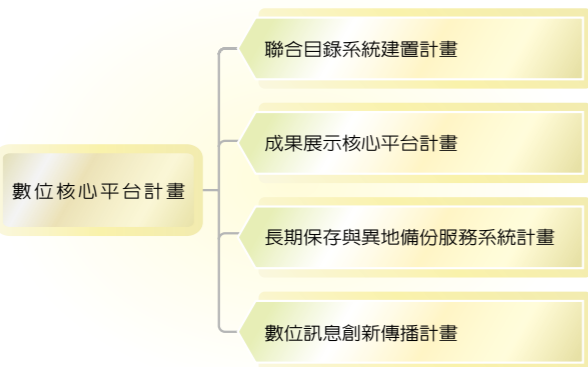 聯合目錄系統建置計畫
成果展示核心平台計畫
數位核心平台計畫
長期保存與異地備份服務系統計畫
數位訊息創新傳播計畫